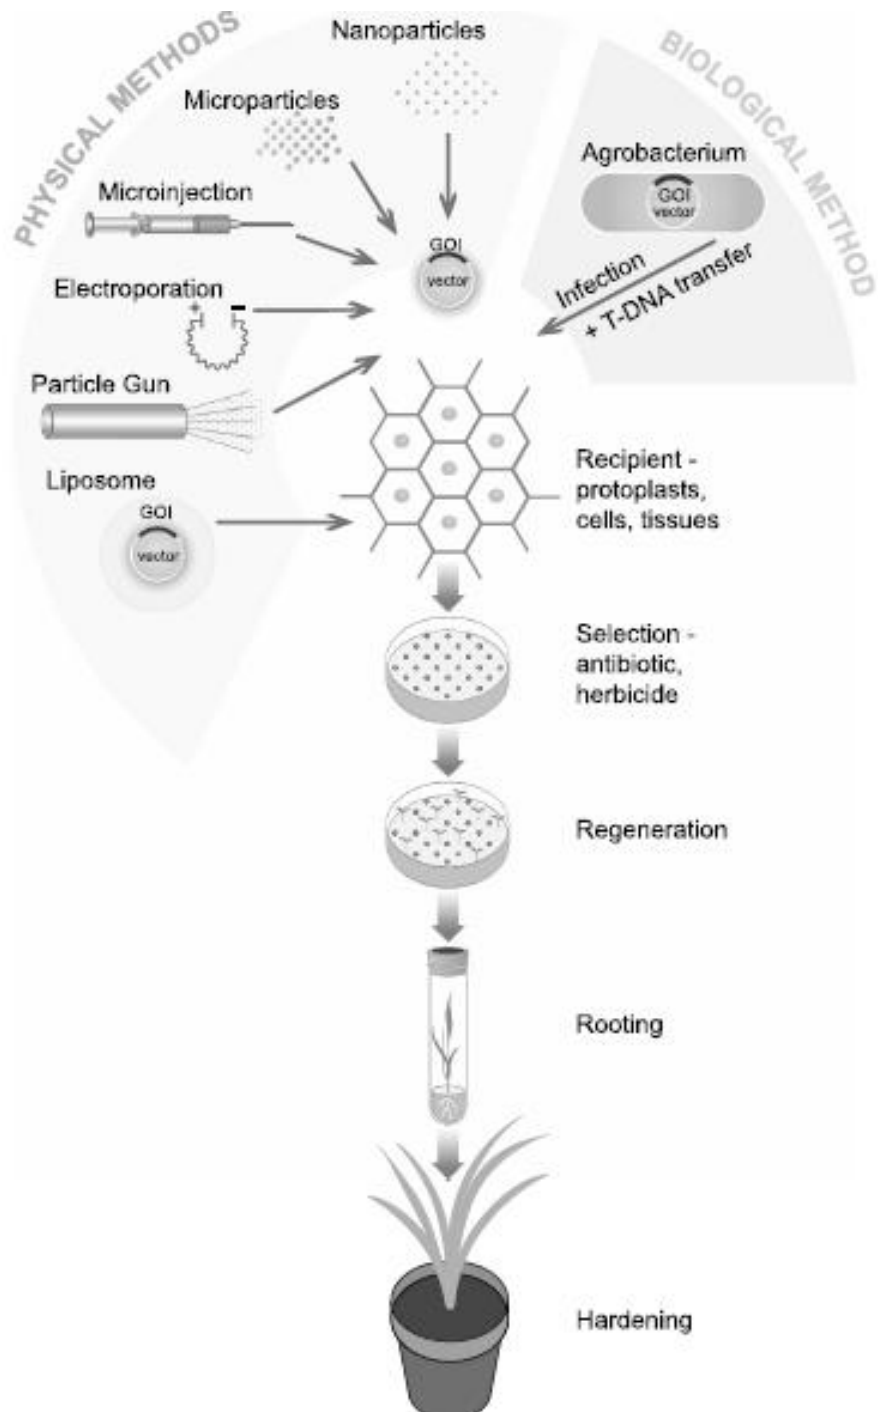 PHYSICAL METHODS
Nanoparticles
Microparticles
Microinjection
Electroporation
+ -
Particle Gun
Liposome
GOI
vector
GOI
vector
BIOLOGICAL METHOD
Agrobacterium
GOI
vector
Infection
+ T-DNA transfer
Recipient -
protoplasts,
cells, tissues
Selection -
antibiotic,
herbicide
Regeneration
Rooting
Hardening